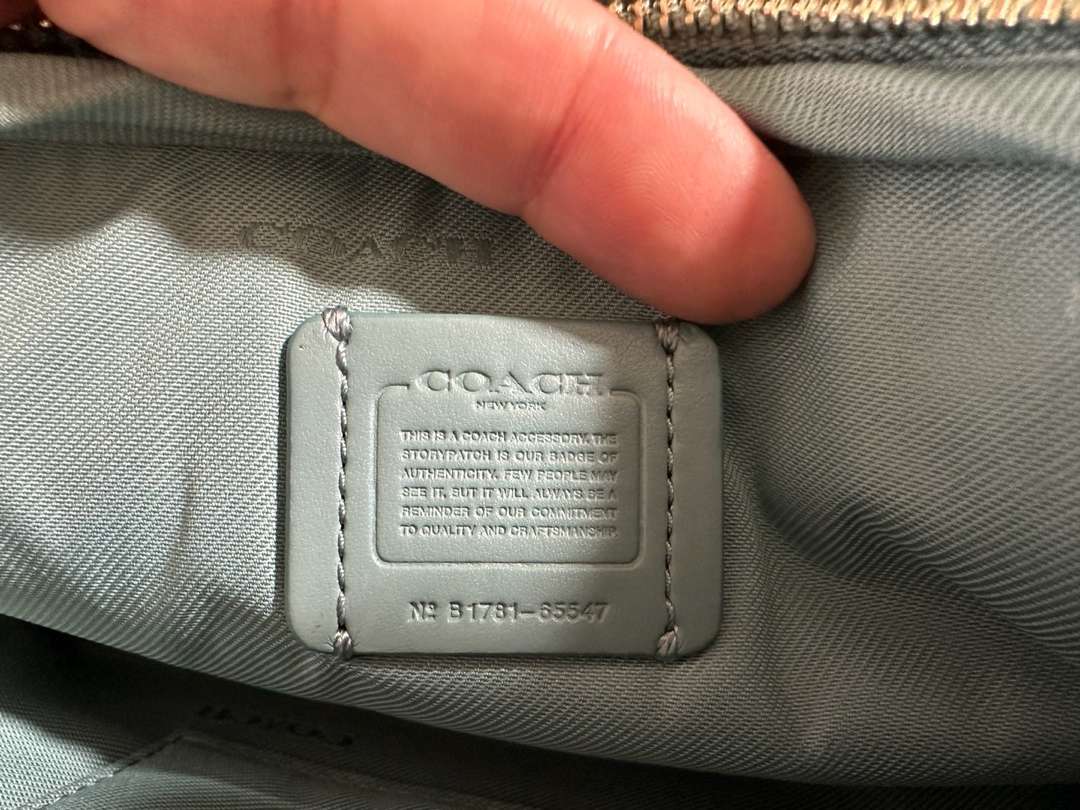 COACH
COACH
NEW YORK
THIS IS A COACH ACCESSORY. THE
STORYPATCH IS OUR BADGE OF
AUTHENTICITY. FEW PEOPLE MAY
SEE IT, BUT IT WILL ALWAYS BE A
REMINDER OF OUR COMMITMENT
TO QUALITY AND CRAFTSMANSHIP.
Nº B1781-65547
COACH